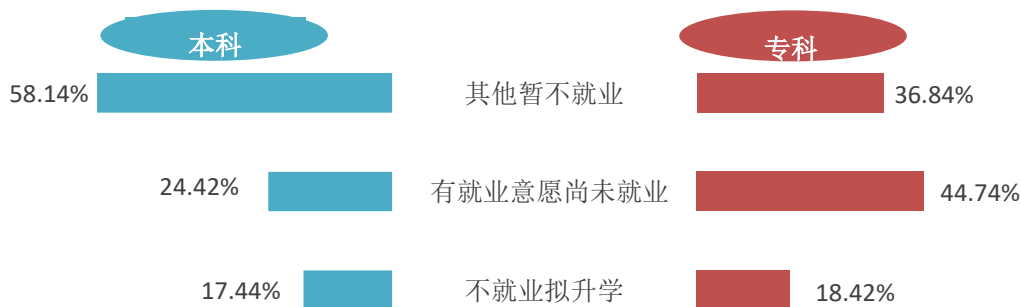 本科 专科
58.14% 其他暂不就业 36.84%
24.42% 有就业意愿尚未就业 44.74%
17.44% 不就业拟升学 18.42%